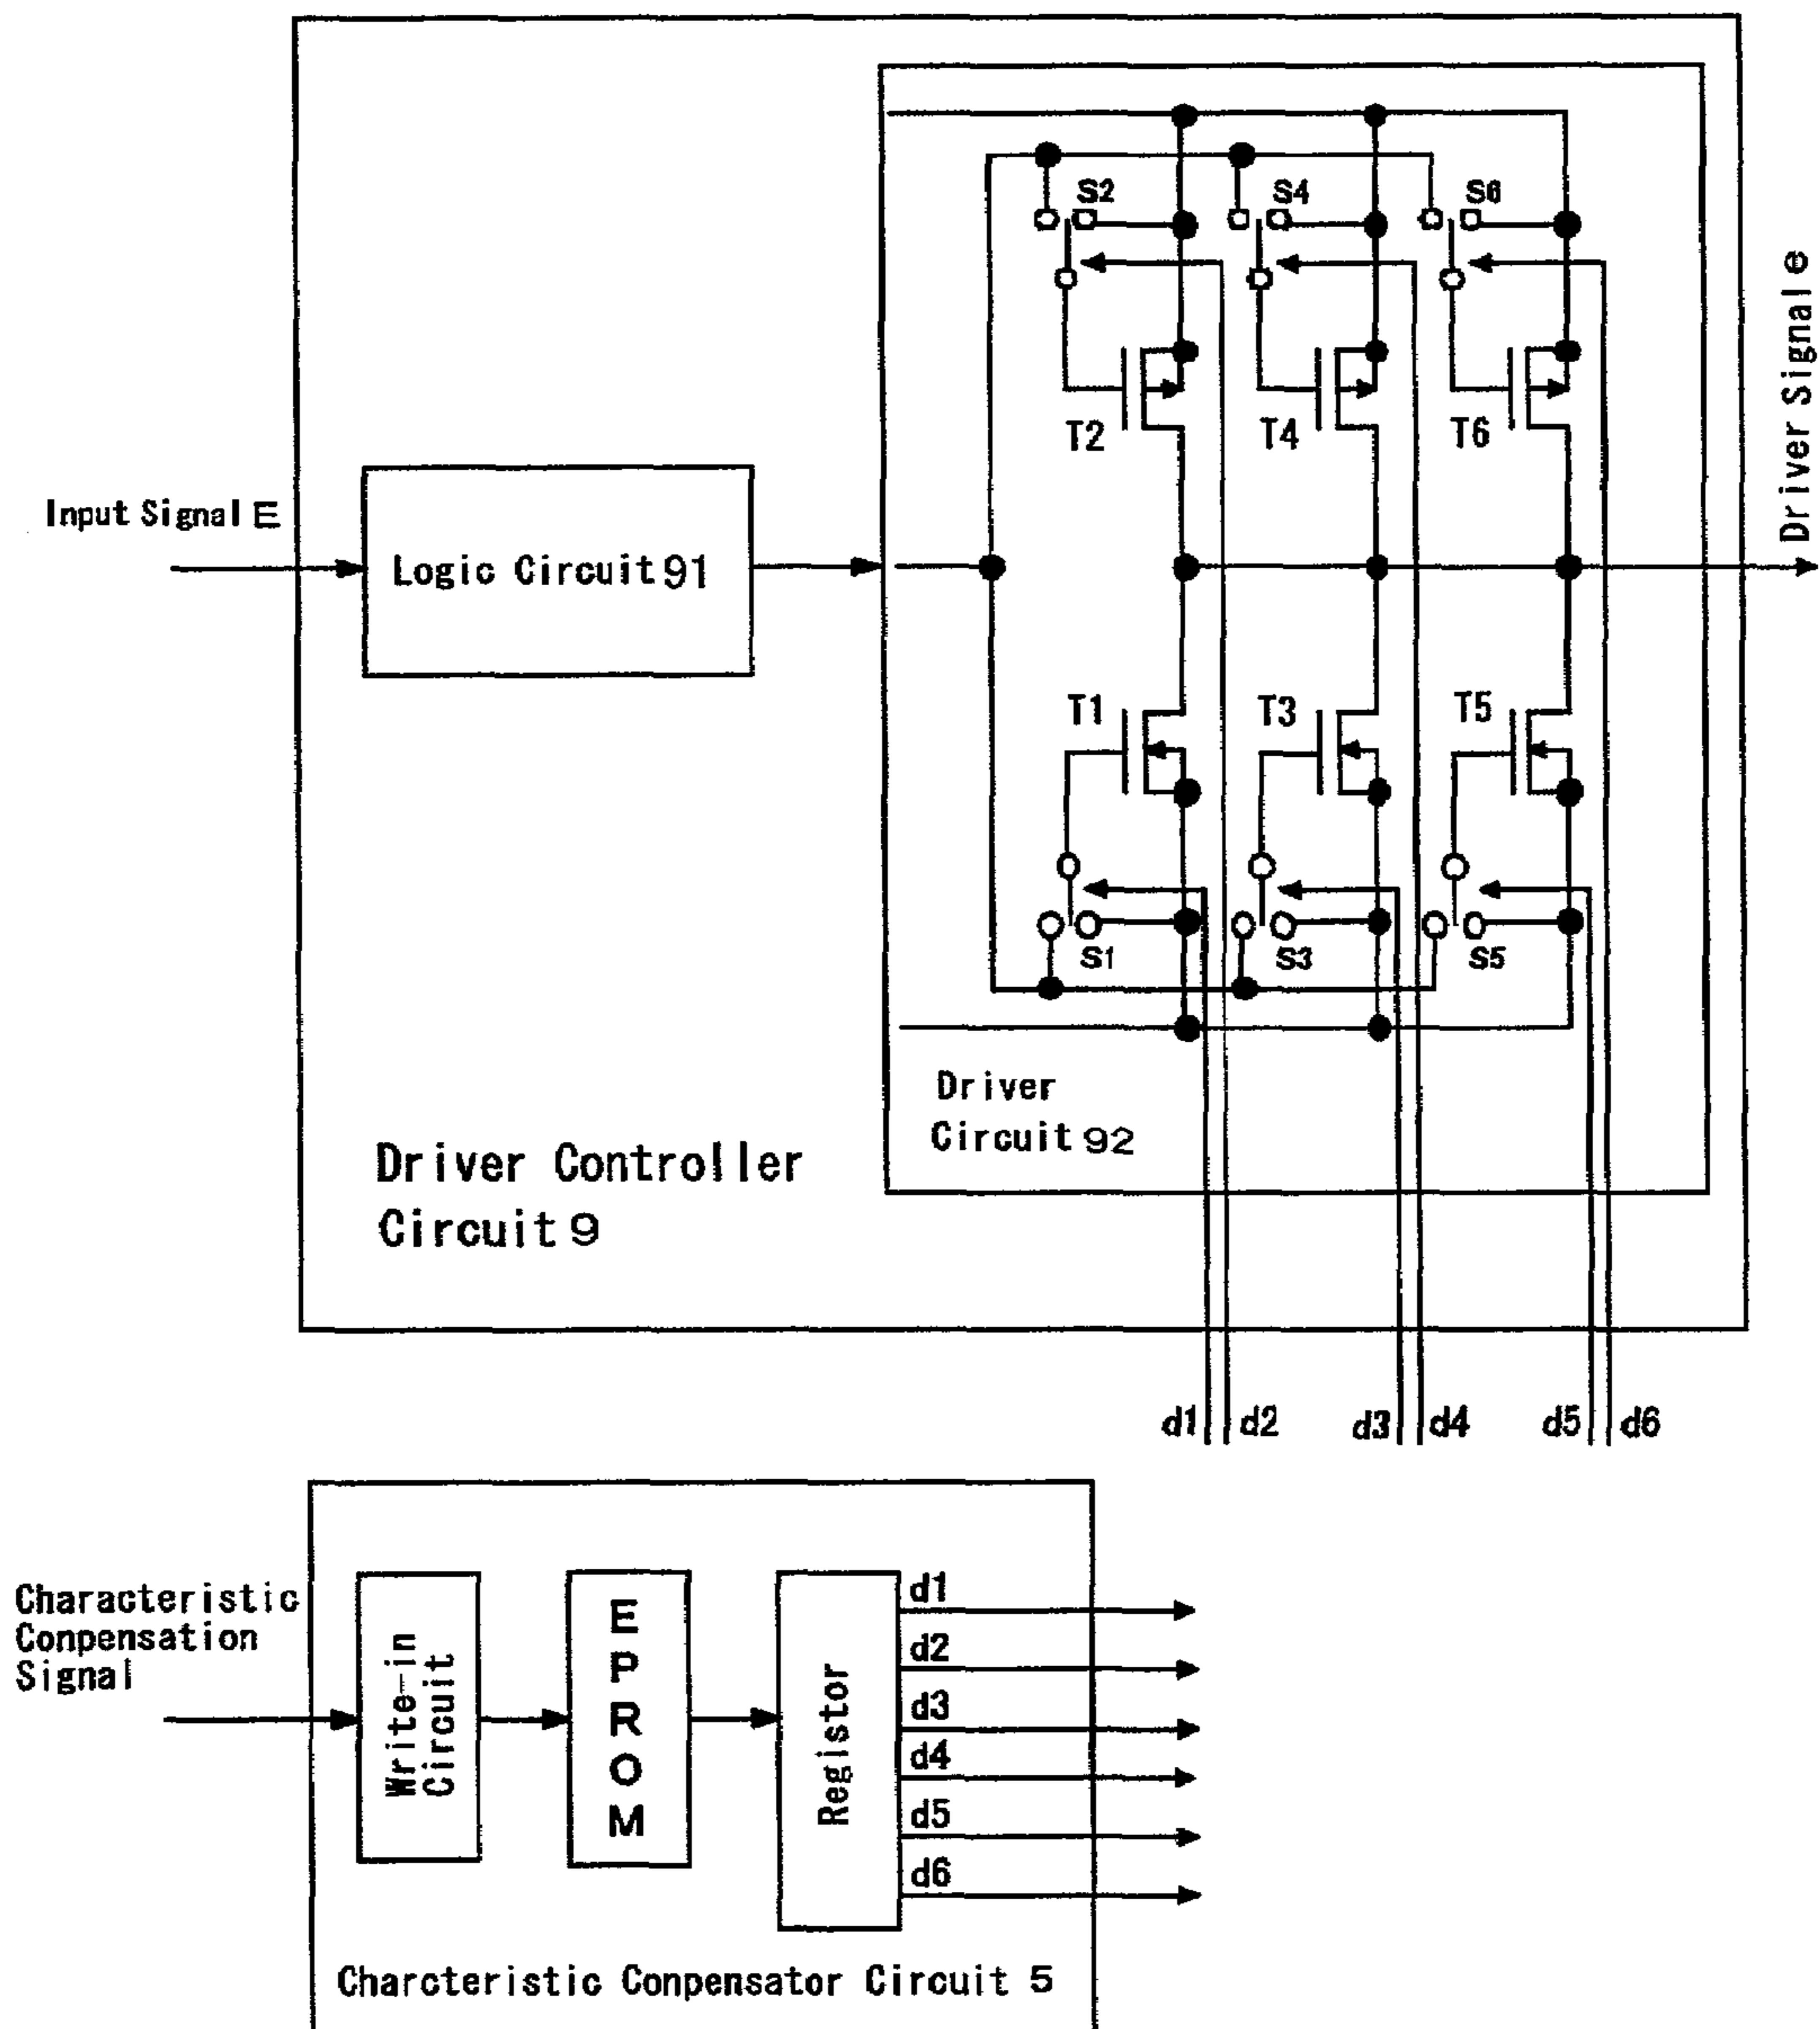 S2
S4
S6
T2
T4
T6
Driver Signal e
Input Signal E
Logic Circuit 91
T1
T3
T5
S1
S3
S5
Driver
Circuit 92
Driver Controller
Circuit 9
d1
d2
d3
d4
d5
d6
Characteristic
Conpensation
Signal
Write-in
Circuit
EPROM
Registor
d1
d2
d3
d4
d5
d6
Charcteristic Conpensator Circuit 5